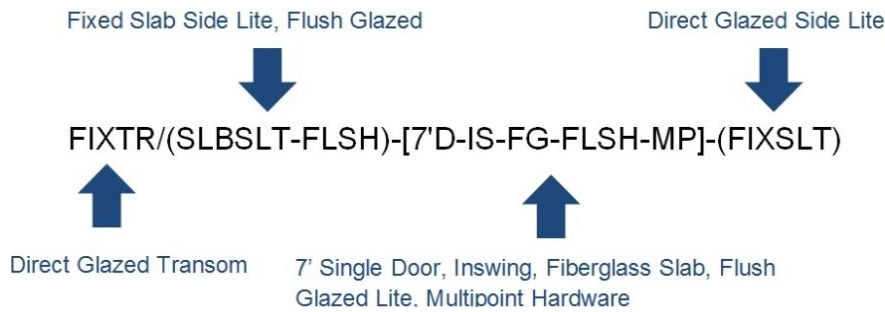 Fixed Slab Side Lite, Flush Glazed
Direct Glazed Side Lite
FIXTR/(SLBSLT-FLSH)-[7'D-IS-FG-FLSH-MP]-(FIXSLT)
Direct Glazed Transom
7’ Single Door, Inswing, Fiberglass Slab, Flush
Glazed Lite, Multipoint Hardware